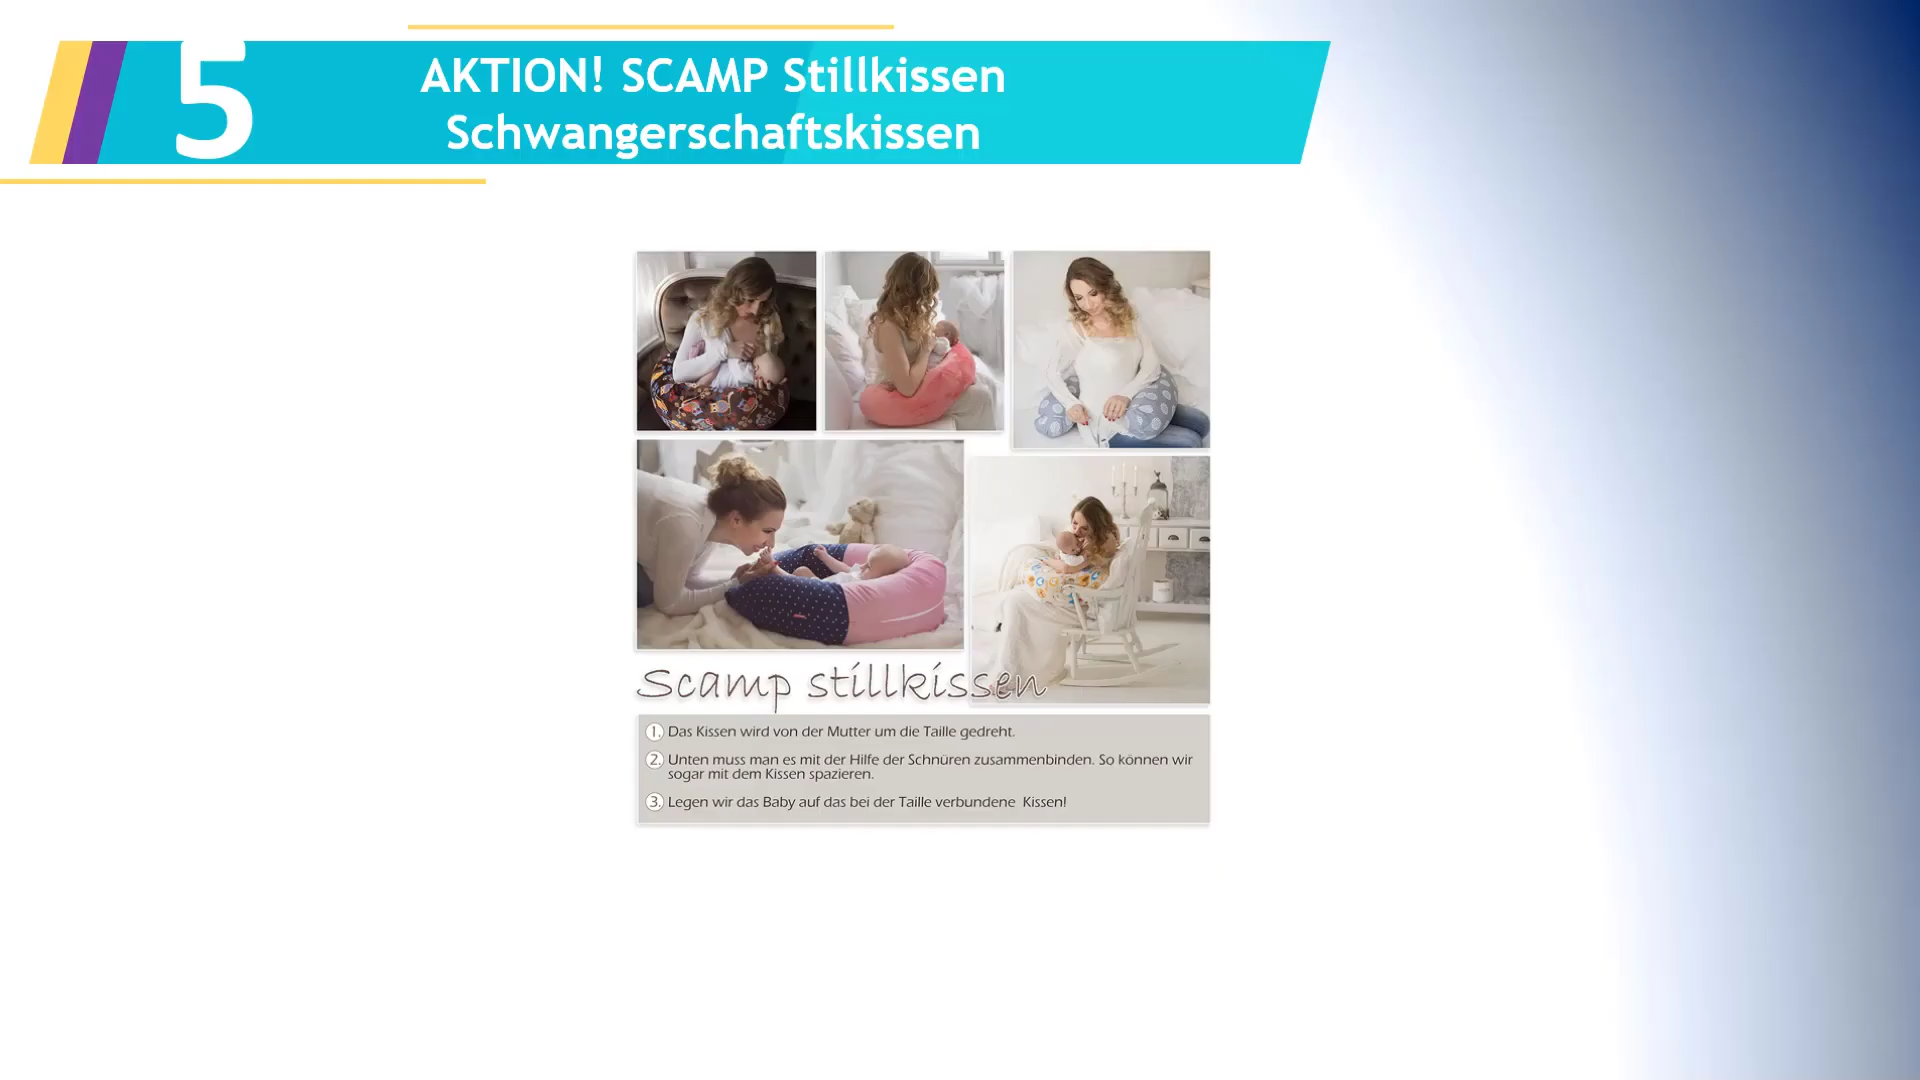 5
AKTION! SCAMP Stillkissen
Schwangerschaftskissen
Scamp stillkissen
1. Das Kissen wird von der Mutter um die Taille gedreht.
2. Unten muss man es mit der Hilfe der Schnüren zusammenbinden. So können wir
sogar mit dem Kissen spazieren.
3. Legen wir das Baby auf das bei der Taille verbundene Kissen!